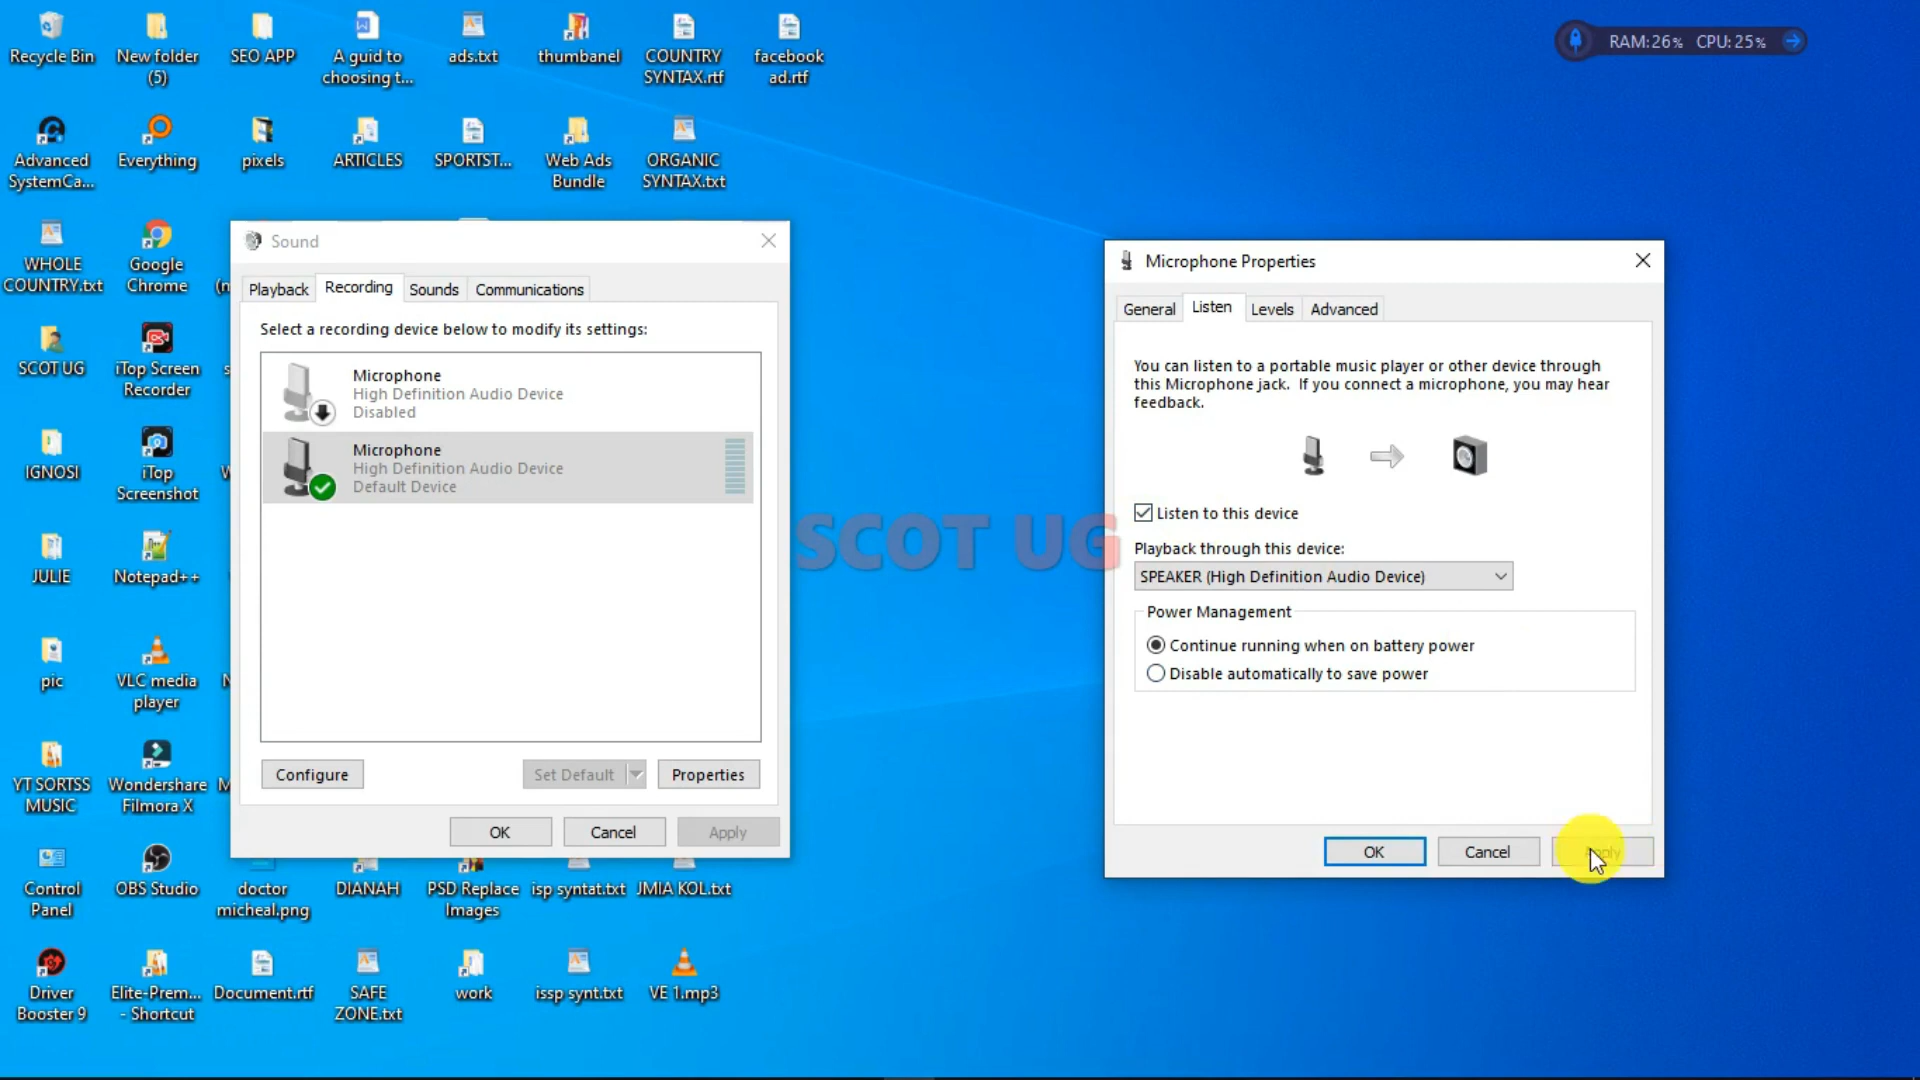 Recycle Bin
New folder
(5)
SEO APP
A guid to
choosing t...
ads.txt
thumbanel
COUNTRY
SYNTAX.rtf
facebook
ad.rtf
RAM:26% CPU:25%
Advanced
SystemCa...
Everything
pixels
ARTICLES
SPORTST...
Web Ads
Bundle
ORGANIC
SYNTAX.txt
WHOLE
COUNTRY.txt
Google
Chrome
SCOT UG
iTop Screen
Recorder
IGNOSI
iTop
Screenshot
JULIE
Notepad++
pic
VLC media
player
YT SORTSS
MUSIC
Wondershare
Filmora X
Control
Panel
OBS Studio
doctor
micheal.png
DIANAH
PSD Replace
Images
isp syntat.txt
JMIA KOL.txt
Driver
Booster 9
Elite-Prem...
- Shortcut
Document.rtf
SAFE
ZONE.txt
work
issp synt.txt
VE 1.mp3
Sound
Playback
Recording
Sounds
Communications
Select a recording device below to modify its settings:
Microphone
High Definition Audio Device
Disabled
Microphone
High Definition Audio Device
Default Device
Configure
Set Default
Properties
OK
Cancel
Apply
SCOT UG
Microphone Properties
General
Listen
Levels
Advanced
You can listen to a portable music player or other device through
this Microphone jack. If you connect a microphone, you may hear
feedback.
Listen to this device
Playback through this device:
SPEAKER (High Definition Audio Device)
Power Management
Continue running when on battery power
Disable automatically to save power
OK
Cancel
Apply